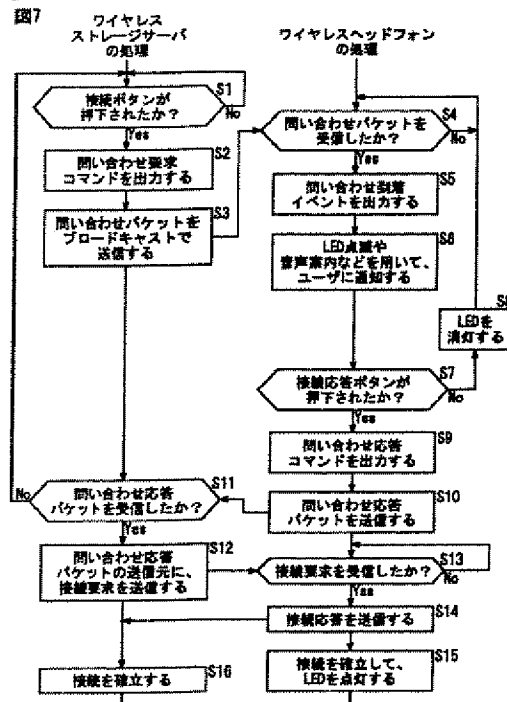 図7
ワイヤレス
ストレージサーバ
の処理
ワイヤレスヘッドフォン
の処理
S1
接続ボタンが
押下されたか?
No
Yes
S2
問い合わせ要求
コマンドを出力する
S3
問い合わせパケットを
ブロードキャストで
送信する
S4
問い合わせパケットを
受信したか?
No
Yes
S5
問い合わせ到着
イベントを出力する
S6
LED点滅や
音声案内などを用いて、
ユーザに通知する
S8
LEDを
消灯する
S7
接続応答ボタンが
押下されたか?
No
Yes
S9
問い合わせ応答
コマンドを出力する
S10
問い合わせ応答
パケットを送信する
S11
No
問い合わせ応答
パケットを受信したか?
Yes
S12
問い合わせ応答
パケットの送信元に、
接続要求を送信する
S13
接続要求を受信したか?
No
Yes
S14
接続応答を送信する
S15
接続を確立して、
LEDを点灯する
S16
接続を確立する